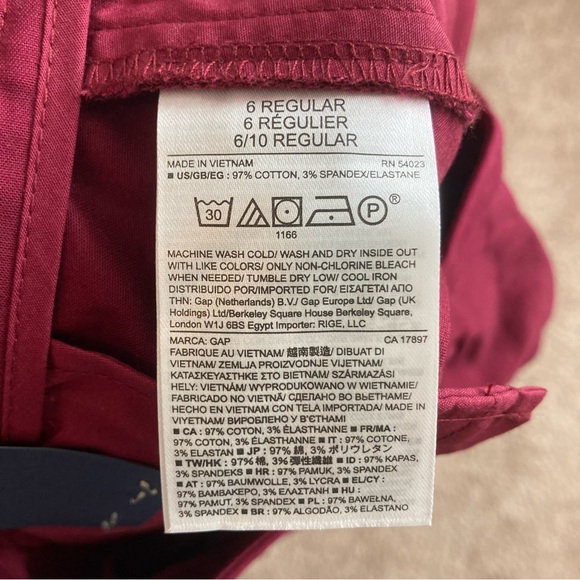 6 REGULAR
6 RÉGULIER
6/10 REGULAR
MADE IN VIETNAM RN 54023
■ US/GB/EG : 97% COTTON, 3% SPANDEX/ELASTANE
30 P ®
1166
MACHINE WASH COLD/ WASH AND DRY INSIDE OUT
WITH LIKE COLORS/ ONLY NON-CHLORINE BLEACH
WHEN NEEDED/ TUMBLE DRY LOW/ COOL IRON
DISTRIBUTED POR/IMPORTED FOR/ ΕΙΣΑΓΕΤΑΙ ΑΠΟ
ΤΗΝ: Gap (Netherlands) B.V./ Gap Europe Ltd/ Gap (UK
Holdings) Ltd/Berkeley Square House Berkeley Square,
London W1J 6BS Egypt Importer: RIGE, LLC
MARCA: GAP CA 17897
FABRIQUE AU VIETNAM/ 越南製造/ DIBUAT DI
VIETNAM/ ZEMLJA PROIZVODNJE VIJETNAM/
ΚΑΤΑΣΚΕΥΑΣΤΗΚΕ ΣΤΟ ΒΙΕΤΝΑΜ/ SZÁRMAZÁSI
HELY: VIETNÁM/ WYPRODUKOWANO W WIETNAMIE/
FABRICADO NO VIETNÃ/ СДЕЛАНО ВО ВЬЕТНАМЕ/
HECHO EN VIETNAM CON TELA IMPORTADA/ MADE IN
VIYETNAM/ ВИРОБЛЕНО У В'ЄТНАМІ
■ CA : 97% COTON, 3% ÉLASTHANNE ■ FR/MA :
97% COTON, 3% ÉLASTHANNE ■ IT : 97% COTONE,
3% ELASTAN ■ JP : 97% 綿, 3% ポリウレタン
■ TW/HK : 97% 棉, 3% 彈性纖維 ■ ID : 97% KAPAS,
3% SPANDEKS ■ HR : 97% PAMUK, 3% SPANDEX ■
AT : 97% BAUMWOLLE, 3% LYCRA ■ EL/CY :
97% ΒΑΜΒΑΚΕΡΟ, 3% ΕΛΑΣΤΑΝΗ ■ HU :
97% PAMUT, 3% SPANDEX ■ PL : 97% BAWEŁNA,
3% SPANDEX ■ BR : 97% ALGODÃO, 3% ELASTANO